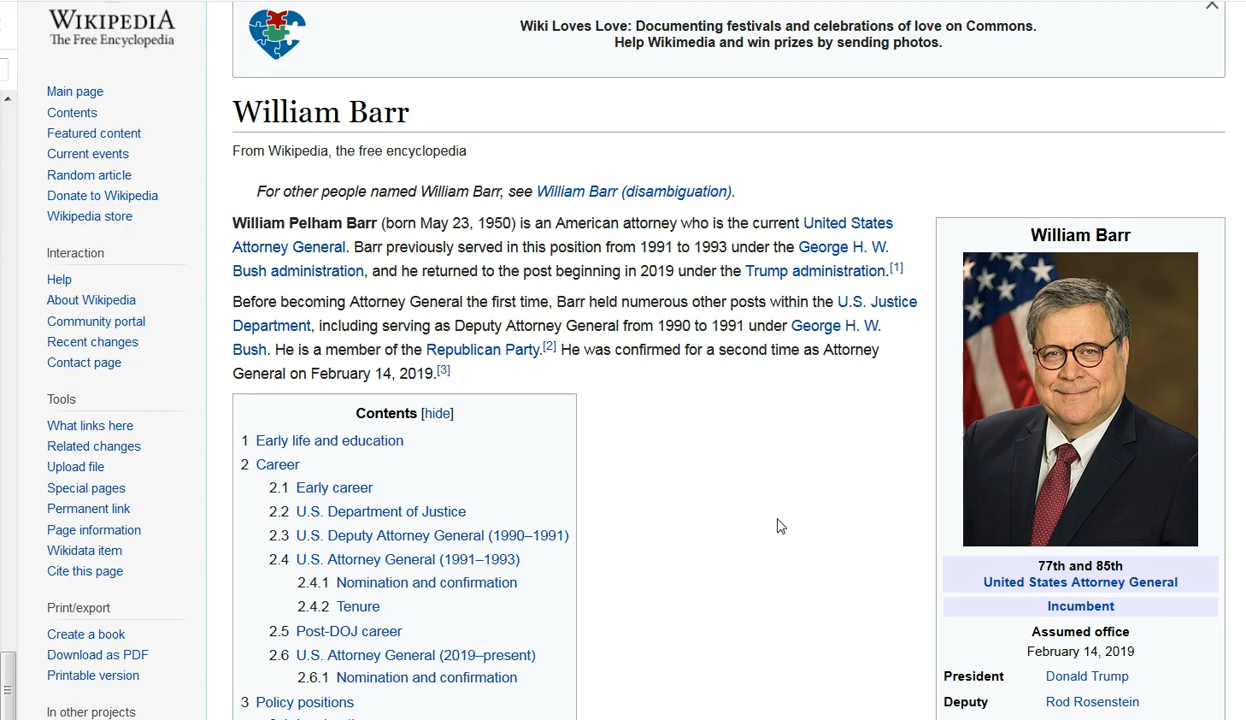 WIKIPEDIA
The Free Encyclopedia
Main page
Contents
Featured content
Current events
Random article
Donate to Wikipedia
Wikipedia store
Interaction
Help
About Wikipedia
Community portal
Recent changes
Contact page
Tools
What links here
Related changes
Upload file
Special pages
Permanent link
Page information
Wikidata item
Cite this page
Print/export
Create a book
Download as PDF
Printable version
In other projects
Wiki Loves Love: Documenting festivals and celebrations of love on Commons.
Help Wikimedia and win prizes by sending photos.
William Barr
From Wikipedia, the free encyclopedia
For other people named William Barr, see William Barr (disambiguation).
William Pelham Barr (born May 23, 1950) is an American attorney who is the current United States
Attorney General. Barr previously served in this position from 1991 to 1993 under the George H. W.
Bush administration, and he returned to the post beginning in 2019 under the Trump administration.[1]
Before becoming Attorney General the first time, Barr held numerous other posts within the U.S. Justice
Department, including serving as Deputy Attorney General from 1990 to 1991 under George H. W.
Bush. He is a member of the Republican Party.[2] He was confirmed for a second time as Attorney
General on February 14, 2019.[3]
Contents [hide]
1 Early life and education
2 Career
2.1 Early career
2.2 U.S. Department of Justice
2.3 U.S. Deputy Attorney General (1990–1991)
2.4 U.S. Attorney General (1991–1993)
2.4.1 Nomination and confirmation
2.4.2 Tenure
2.5 Post-DOJ career
2.6 U.S. Attorney General (2019–present)
2.6.1 Nomination and confirmation
3 Policy positions
William Barr
77th and 85th
United States Attorney General
Incumbent
Assumed office
February 14, 2019
President Donald Trump
Deputy Rod Rosenstein